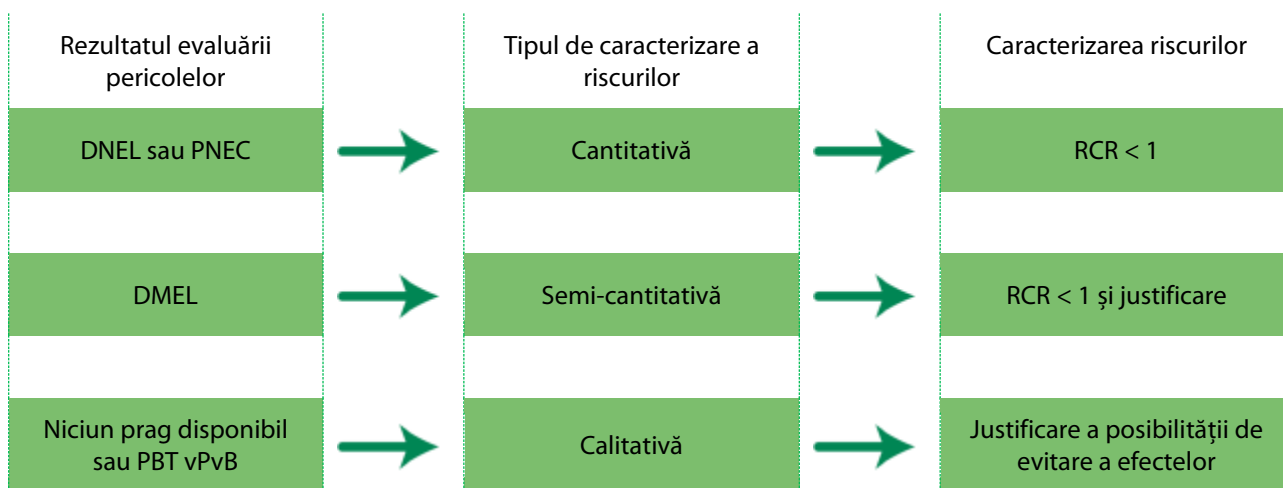 Rezultatul evaluării
pericolelor
Tipul de caracterizare a
riscurilor
Caracterizarea riscurilor
DNEL sau PNEC
Cantitativă
RCR < 1
DMEL
Semi-cantitativă
RCR < 1 și justificare
Niciun prag disponibil
sau PBT vPvB
Calitativă
Justificare a posibilității de
evitare a efectelor